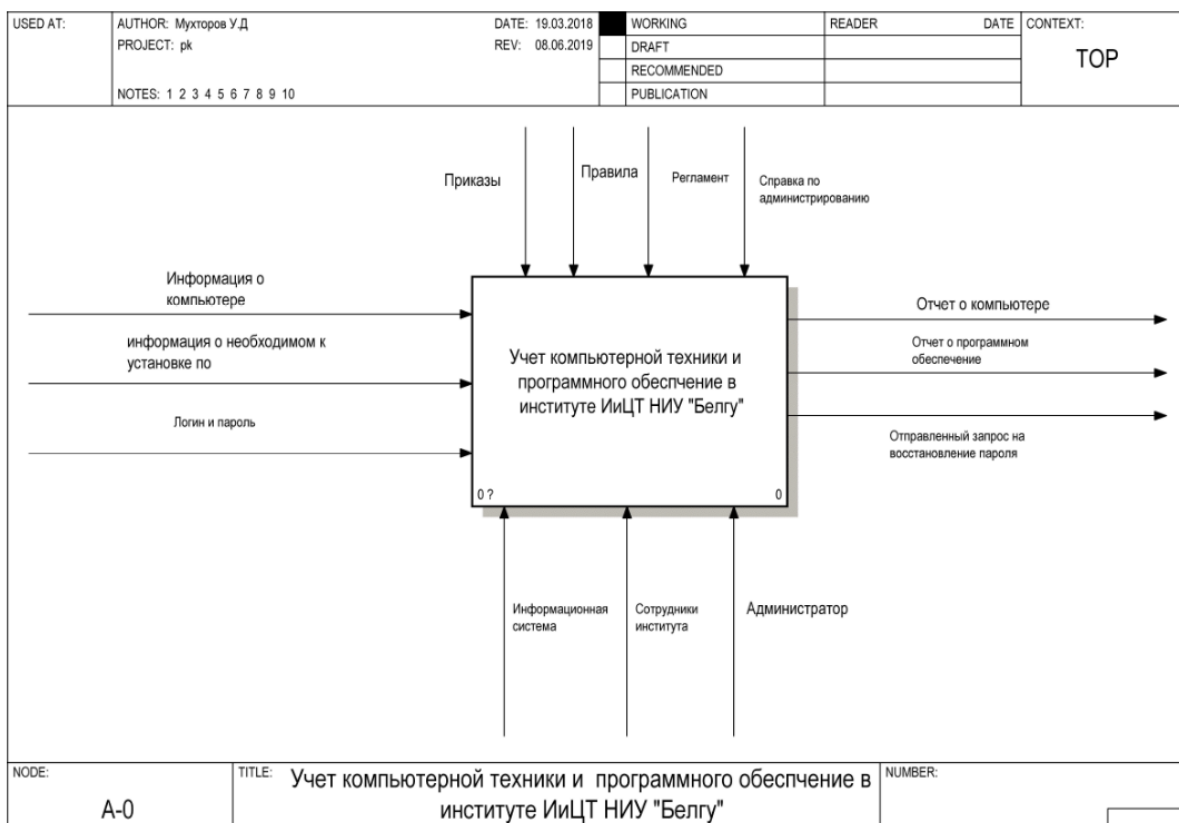 USED AT:
AUTHOR: Мухторов У.Д
DATE: 19.03.2018
PROJECT: pk
REV: 08.06.2019
NOTES: 1 2 3 4 5 6 7 8 9 10
WORKING
DRAFT
RECOMMENDED
PUBLICATION
READER
DATE
CONTEXT:
TOP
Приказы
Правила
Регламент
Справка по
администрированию
Информация о
компьютере
информация о необходимом к
установке по
Логин и пароль
Учет компьютерной техники и
программного обеспчение в
институте ИиЦТ НИУ "Белгу"
0 ?
0
Отчет о компьютере
Отчет о программном
обеспечение
Отправленный запрос на
восстановление пароля
Информационная
система
Сотрудники
института
Администратор
NODE:
A-0
TITLE:
Учет компьютерной техники и программного обеспчение в
институте ИиЦТ НИУ "Белгу"
NUMBER: